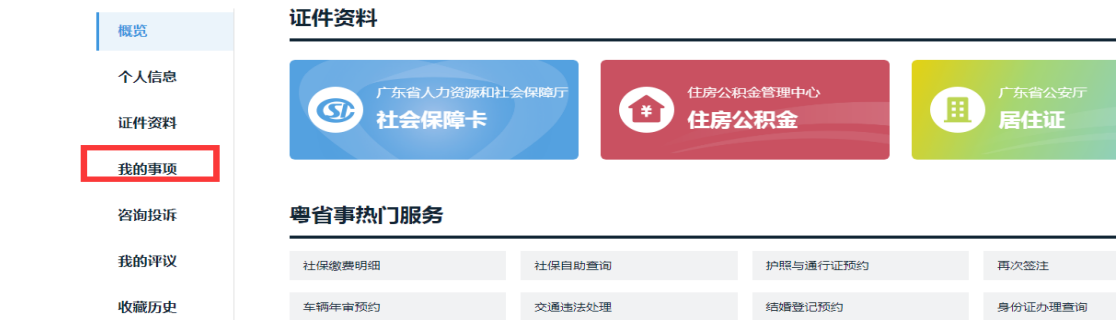 概览
个人信息
证件资料
我的事项
咨询投诉
我的评议
收藏历史
证件资料
广东省人力资源和社会保障厅
社会保障卡
住房公积金管理中心
住房公积金
广东省公安厅
居住证
粤省事热门服务
社保缴费明细
社保自助查询
护照与通行证预约
再次签注
车辆年审预约
交通违法处理
结婚登记预约
身份证办理查询